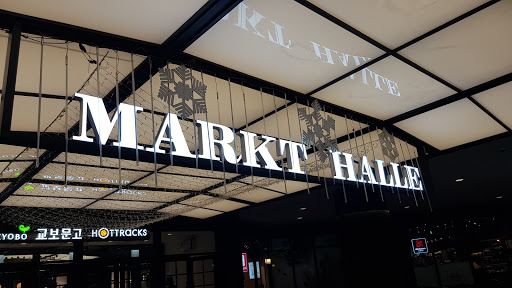 MARKT HALLE
KYOBO 교보문고 HOTTRACKS